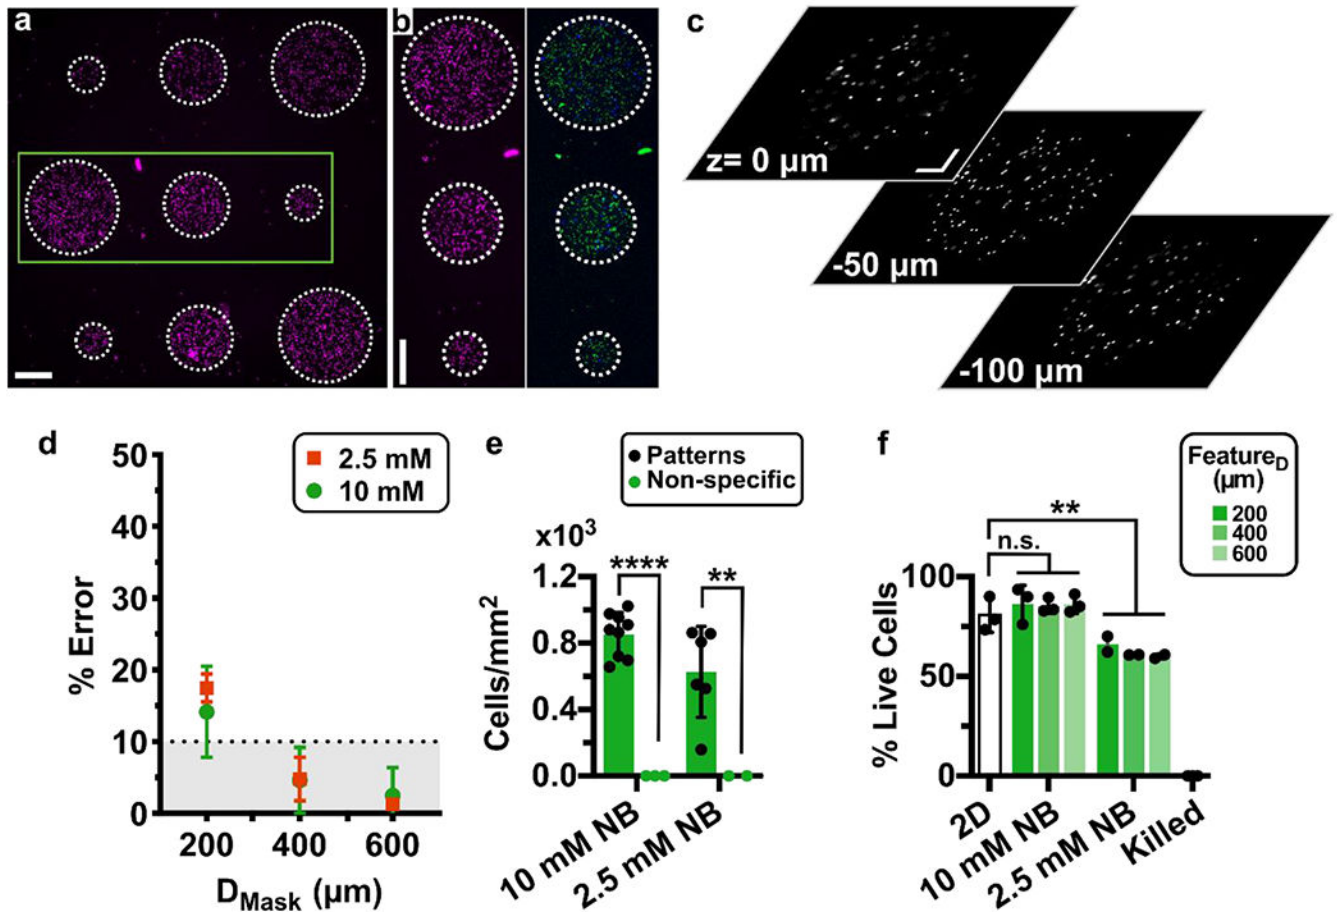 a
b
c
z= 0 µm
-50 µm
-100 µm
d
2.5 mM
10 mM
% Error
50
40
30
20
10
0
200
400
600
D_Mask (µm)
e
Patterns
Non-specific
x10³
Cells/mm²
1.2
0.8
0.4
0.0
****
**
10 mM NB
2.5 mM NB
f
Feature_D
(µm)
200
400
600
% Live Cells
100
50
0
n.s.
**
2D
10 mM NB
2.5 mM NB
Killed